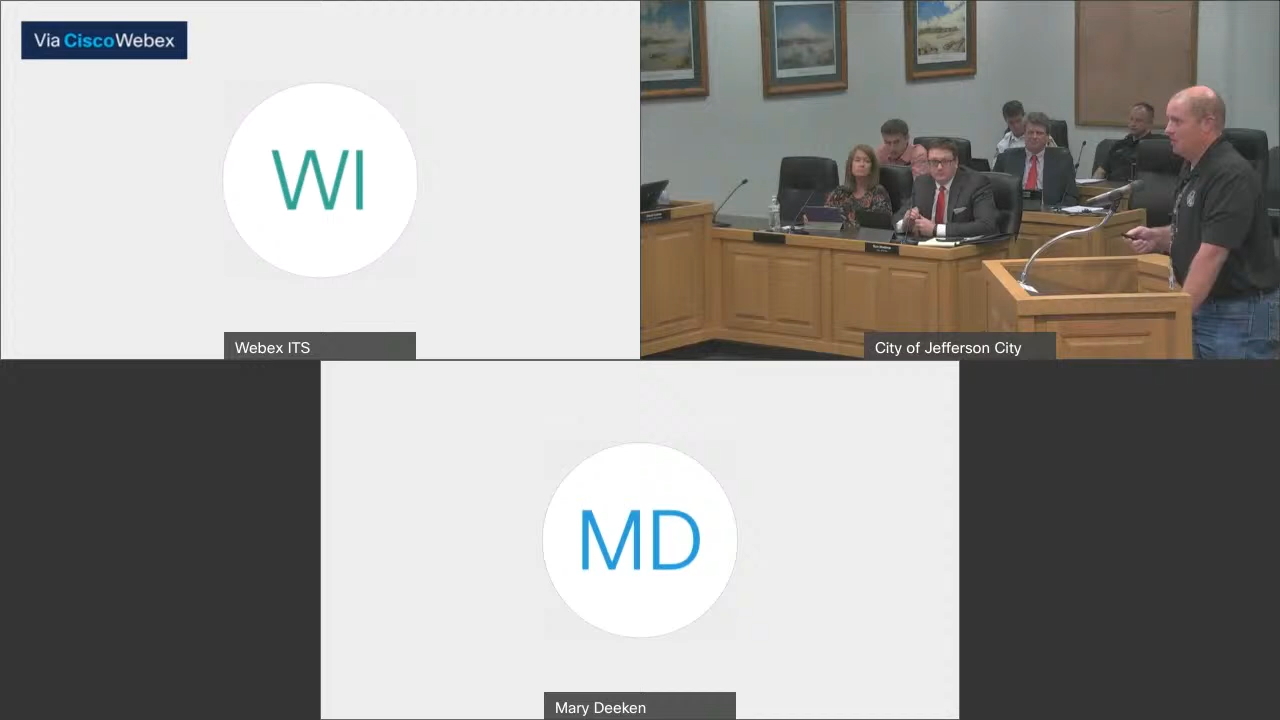 Via CiscoWebex
WI
Webex ITS
City of Jefferson City
MD
Mary Deeken